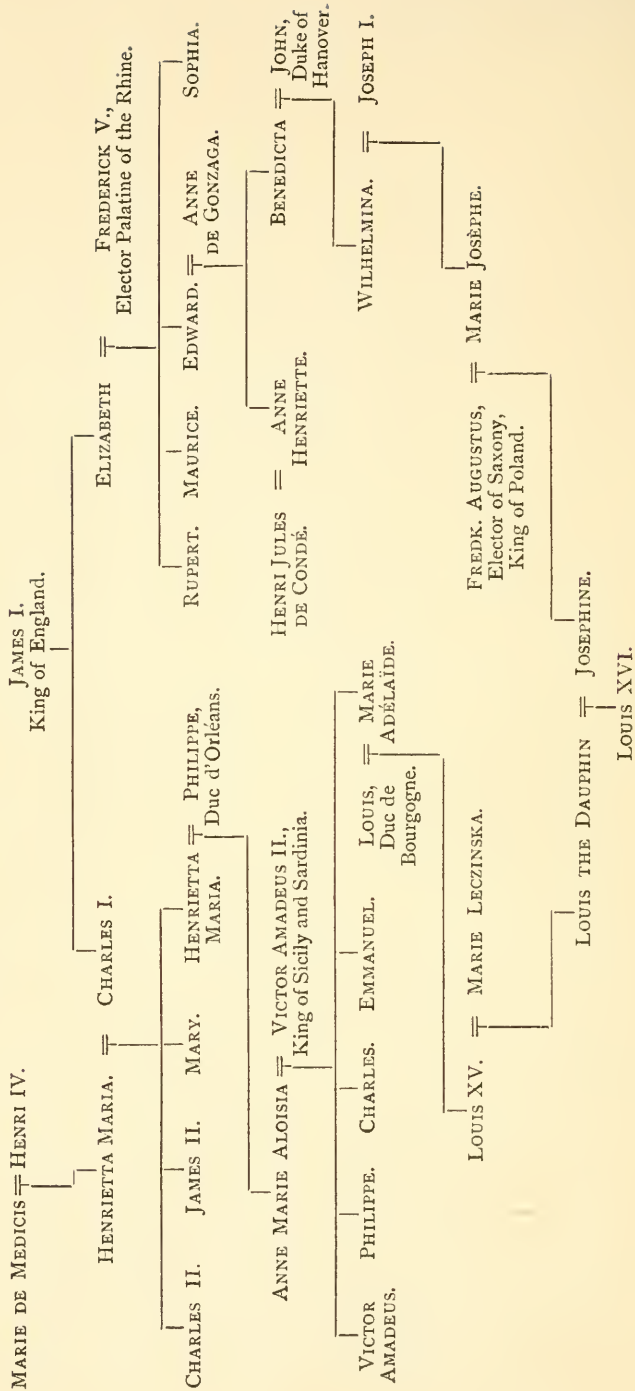 JAMES I.
King of England.
MARIE DE MEDICIS = HENRI IV.
HENRIETTA MARIA. = CHARLES I.
ELIZABETH = FREDERICK V.,
Elector Palatine of the Rhine.
CHARLES II. JAMES II. MARY. HENRIETTA MARIA. = PHILIPPE,
Duc d'Orléans.
RUPERT. MAURICE. EDWARD. = ANNE
DE GONZAGA.
SOPHIA.
ANNE MARIE ALOISIA = VICTOR AMADEUS II.,
King of Sicily and Sardinia.
HENRI JULES
DE CONDÉ.
=
ANNE
HENRIETTE.
BENEDICTA = JOHN,
Duke of
Hanover.
VICTOR
AMADEUS.
PHILIPPE. CHARLES. EMMANUEL.
LOUIS,
Duc de
Bourgogne.
=
MARIE
ADÉLAÏDE.
WILHELMINA. = JOSEPH I.
LOUIS XV. = MARIE LECZINSKA.
FREDK. AUGUSTUS,
Elector of Saxony,
King of Poland.
=
MARIE JOSÈPHE.
LOUIS THE DAUPHIN = JOSEPHINE.
LOUIS XVI.